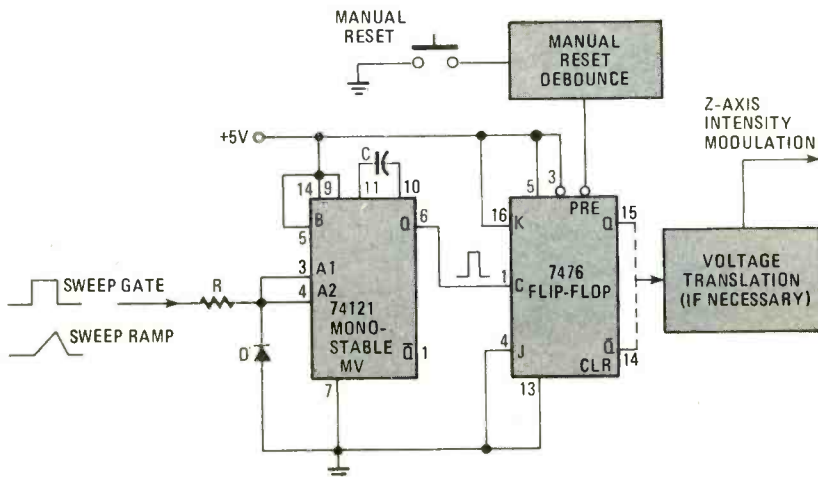 MANUAL
RESET
MANUAL
RESET
DEBOUNCE
Z-AXIS
INTENSITY
MODULATION
+5V
C
3
14
9
11
10
5
PRE
B
Q
6
16
K
Q
15
5
SWEEP GATE
R
3
A1
4
A2
74121
MONO-
STABLE
MV
Q̅
1
1
C
7476
FLIP-FLOP
VOLTAGE
TRANSLATION
(IF NECESSARY)
SWEEP RAMP
D
4
J
Q̅
14
CLR
7
13